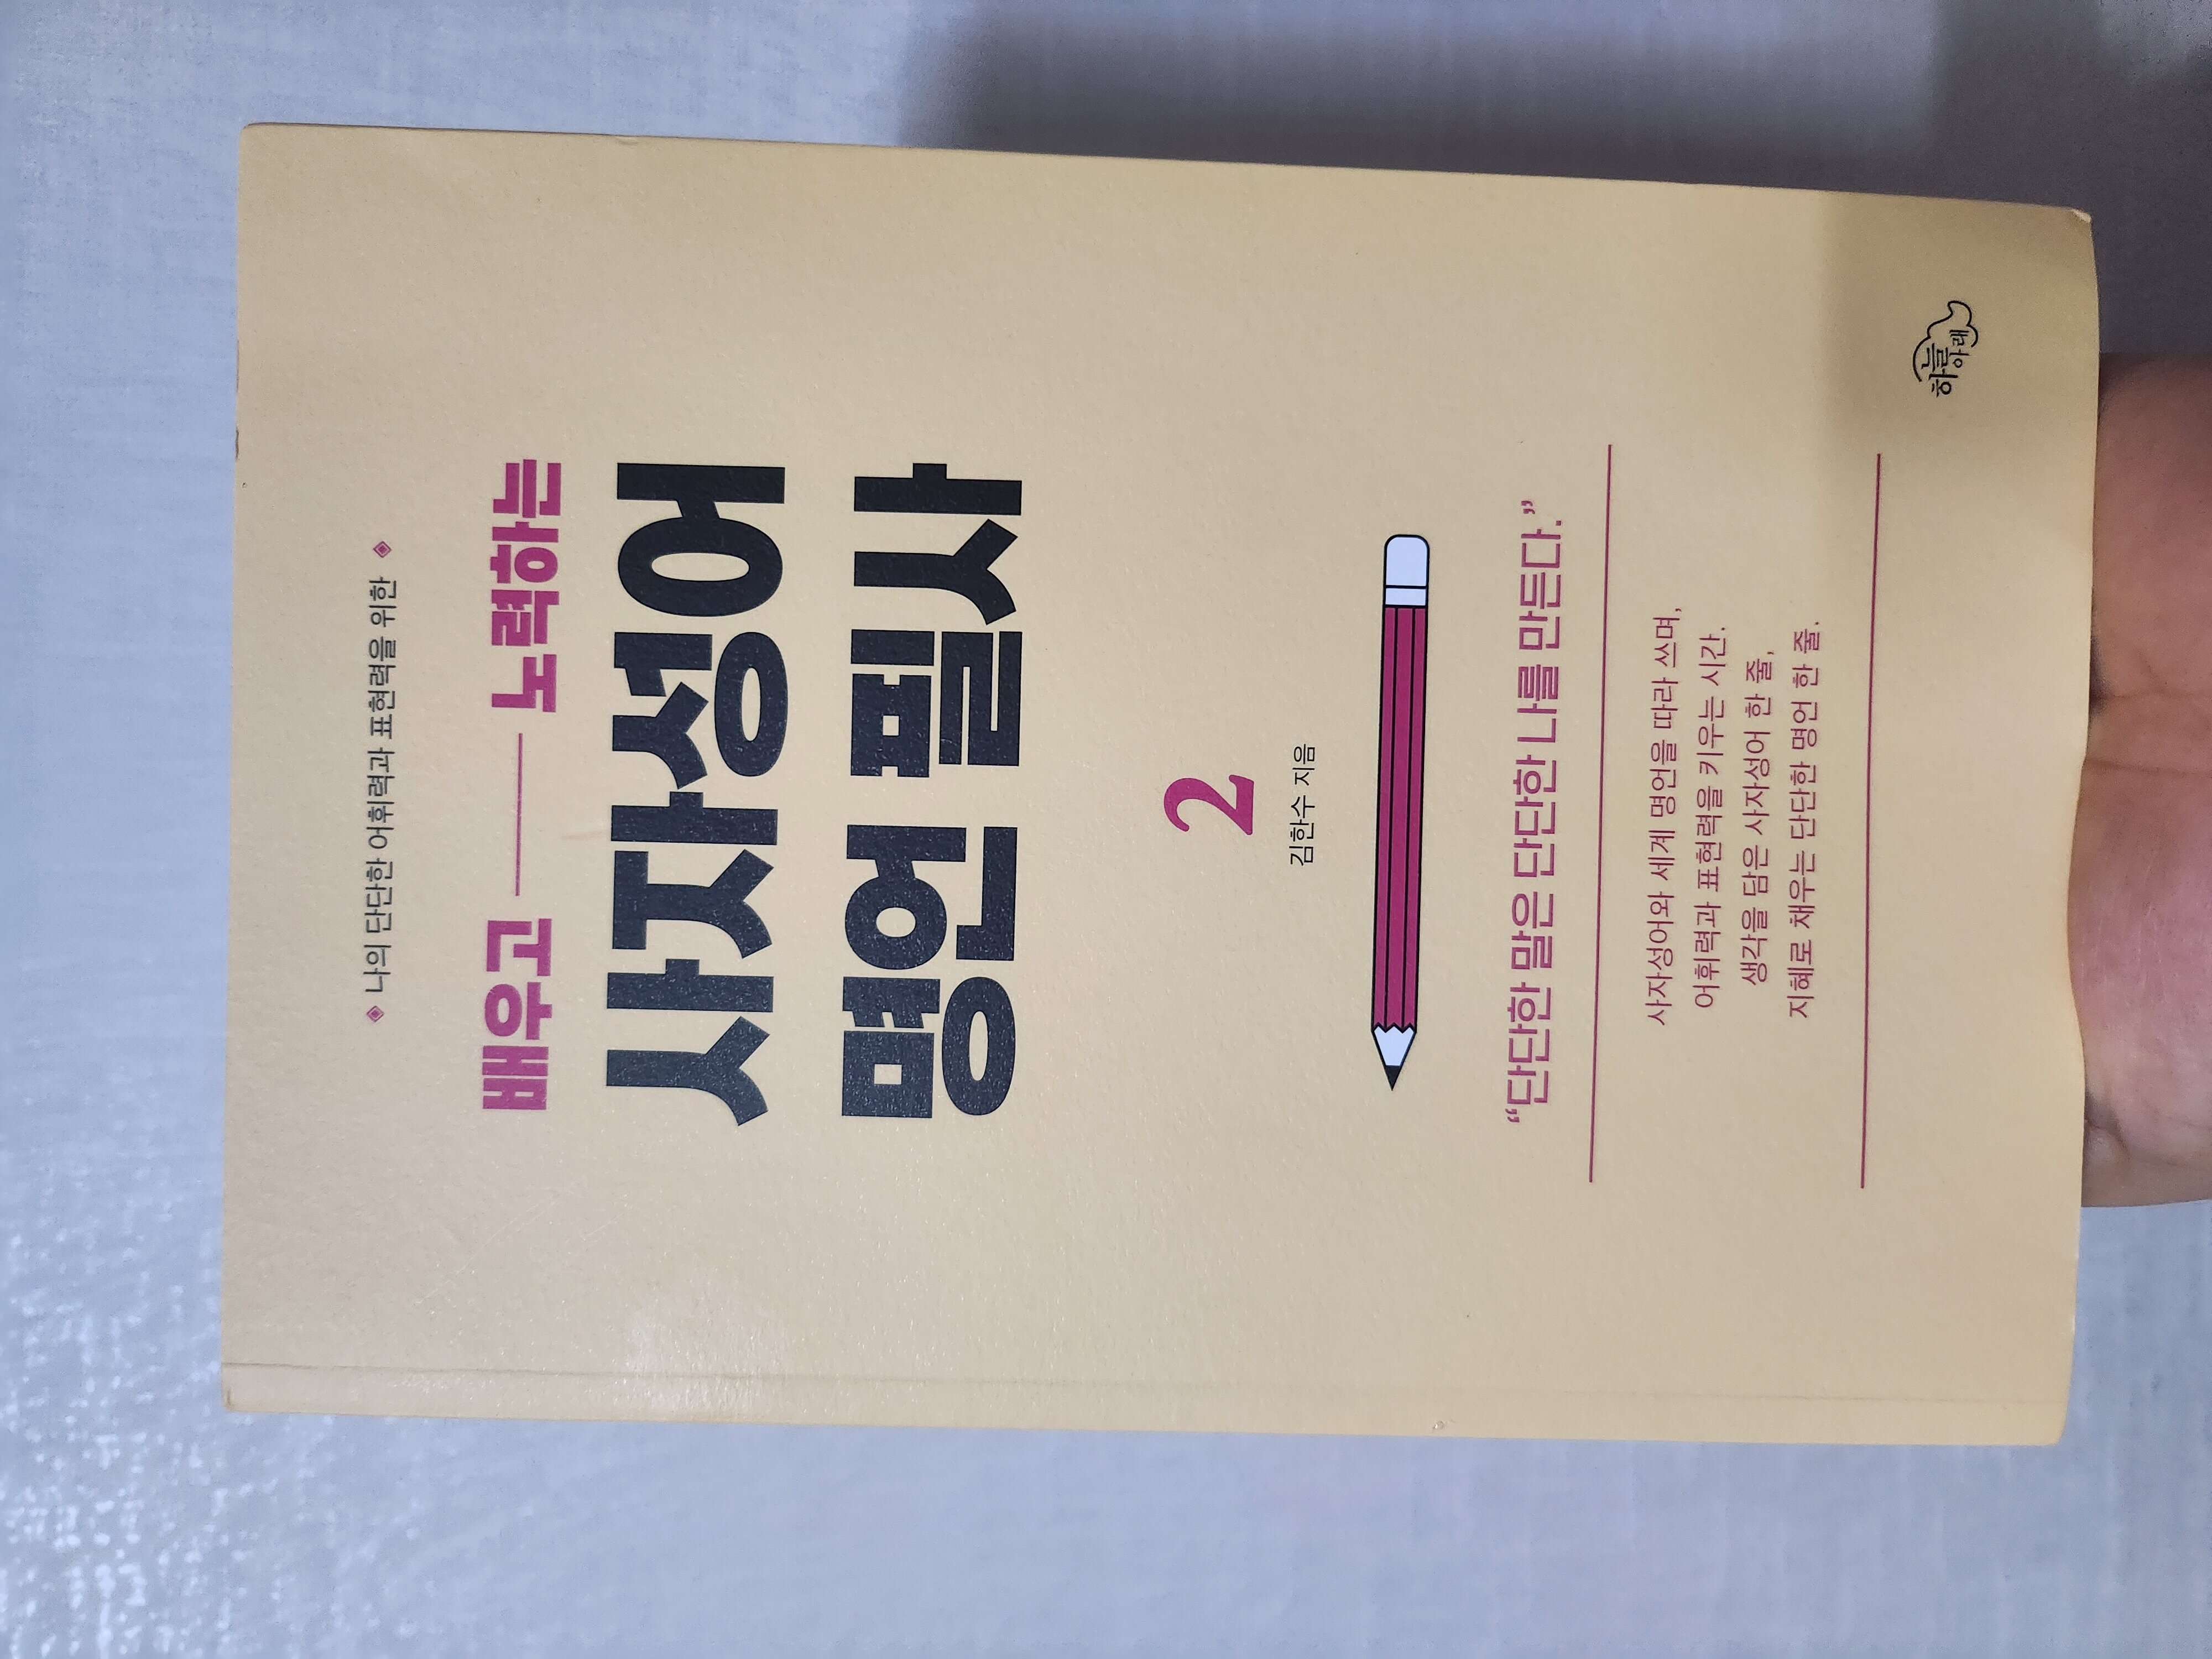 나의 단단한 어휘력과 표현력을 위한
배우고 노력하는
사자성어
명언 필사
2
김한수 지음
“단단한 말은 단단한 나를 만든다.”
사자성어와 세계 명언을 따라 쓰며,
어휘력과 표현력을 키우는 시간.
생각을 담은 사자성어 한 줄,
지혜로 채우는 단단한 명언 한 줄.
하늘
아래